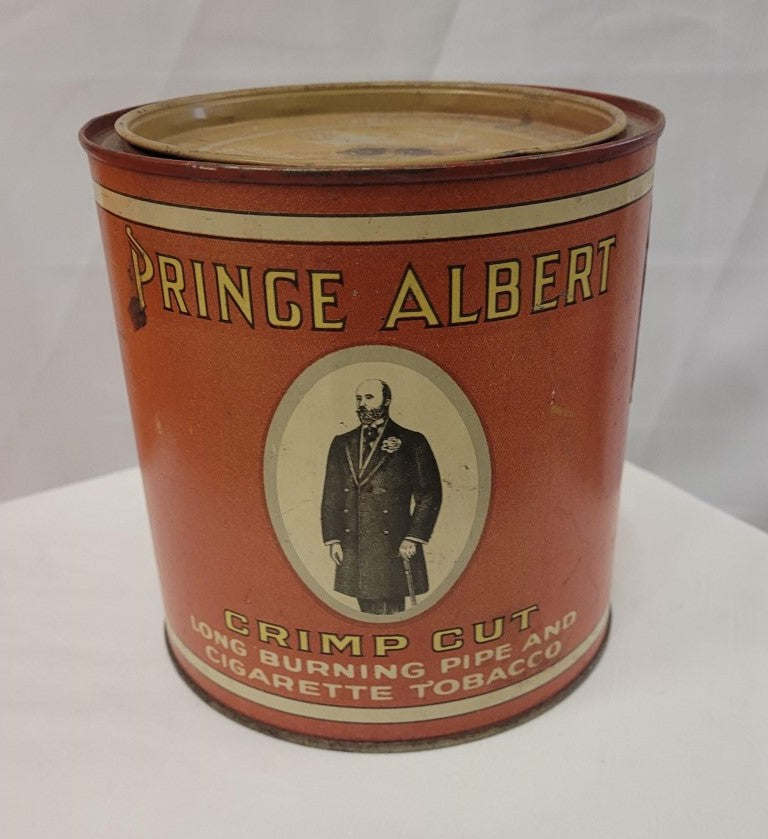 PRINCE ALBERT
CRIMP CUT
LONG BURNING PIPE AND
CIGARETTE TOBACCO